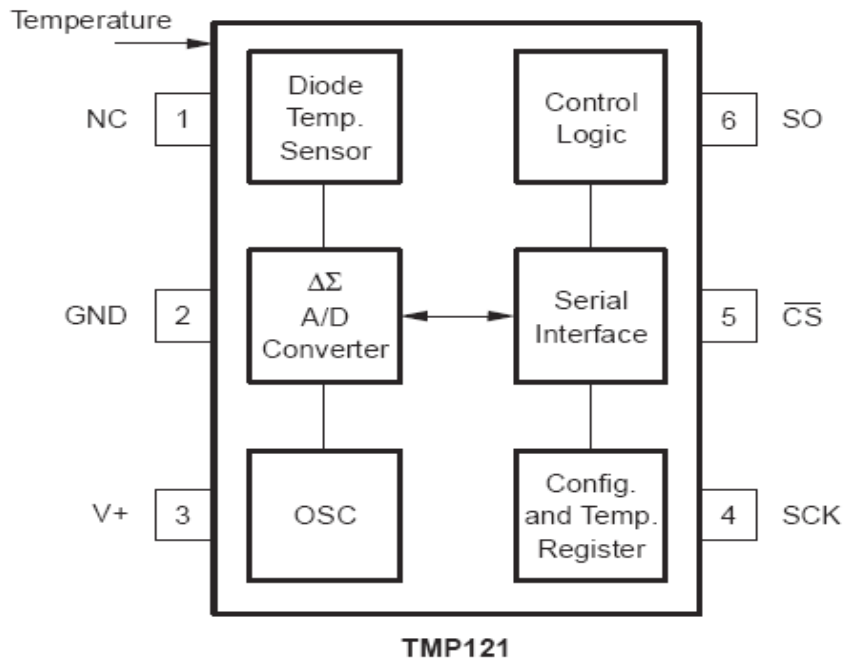 Temperature
NC 1
Diode
Temp.
Sensor
Control
Logic
6 SO
GND 2
ΔΣ
A/D
Converter
Serial
Interface
5 C̅S̅
V+ 3
OSC
Config.
and Temp.
Register
4 SCK
TMP121